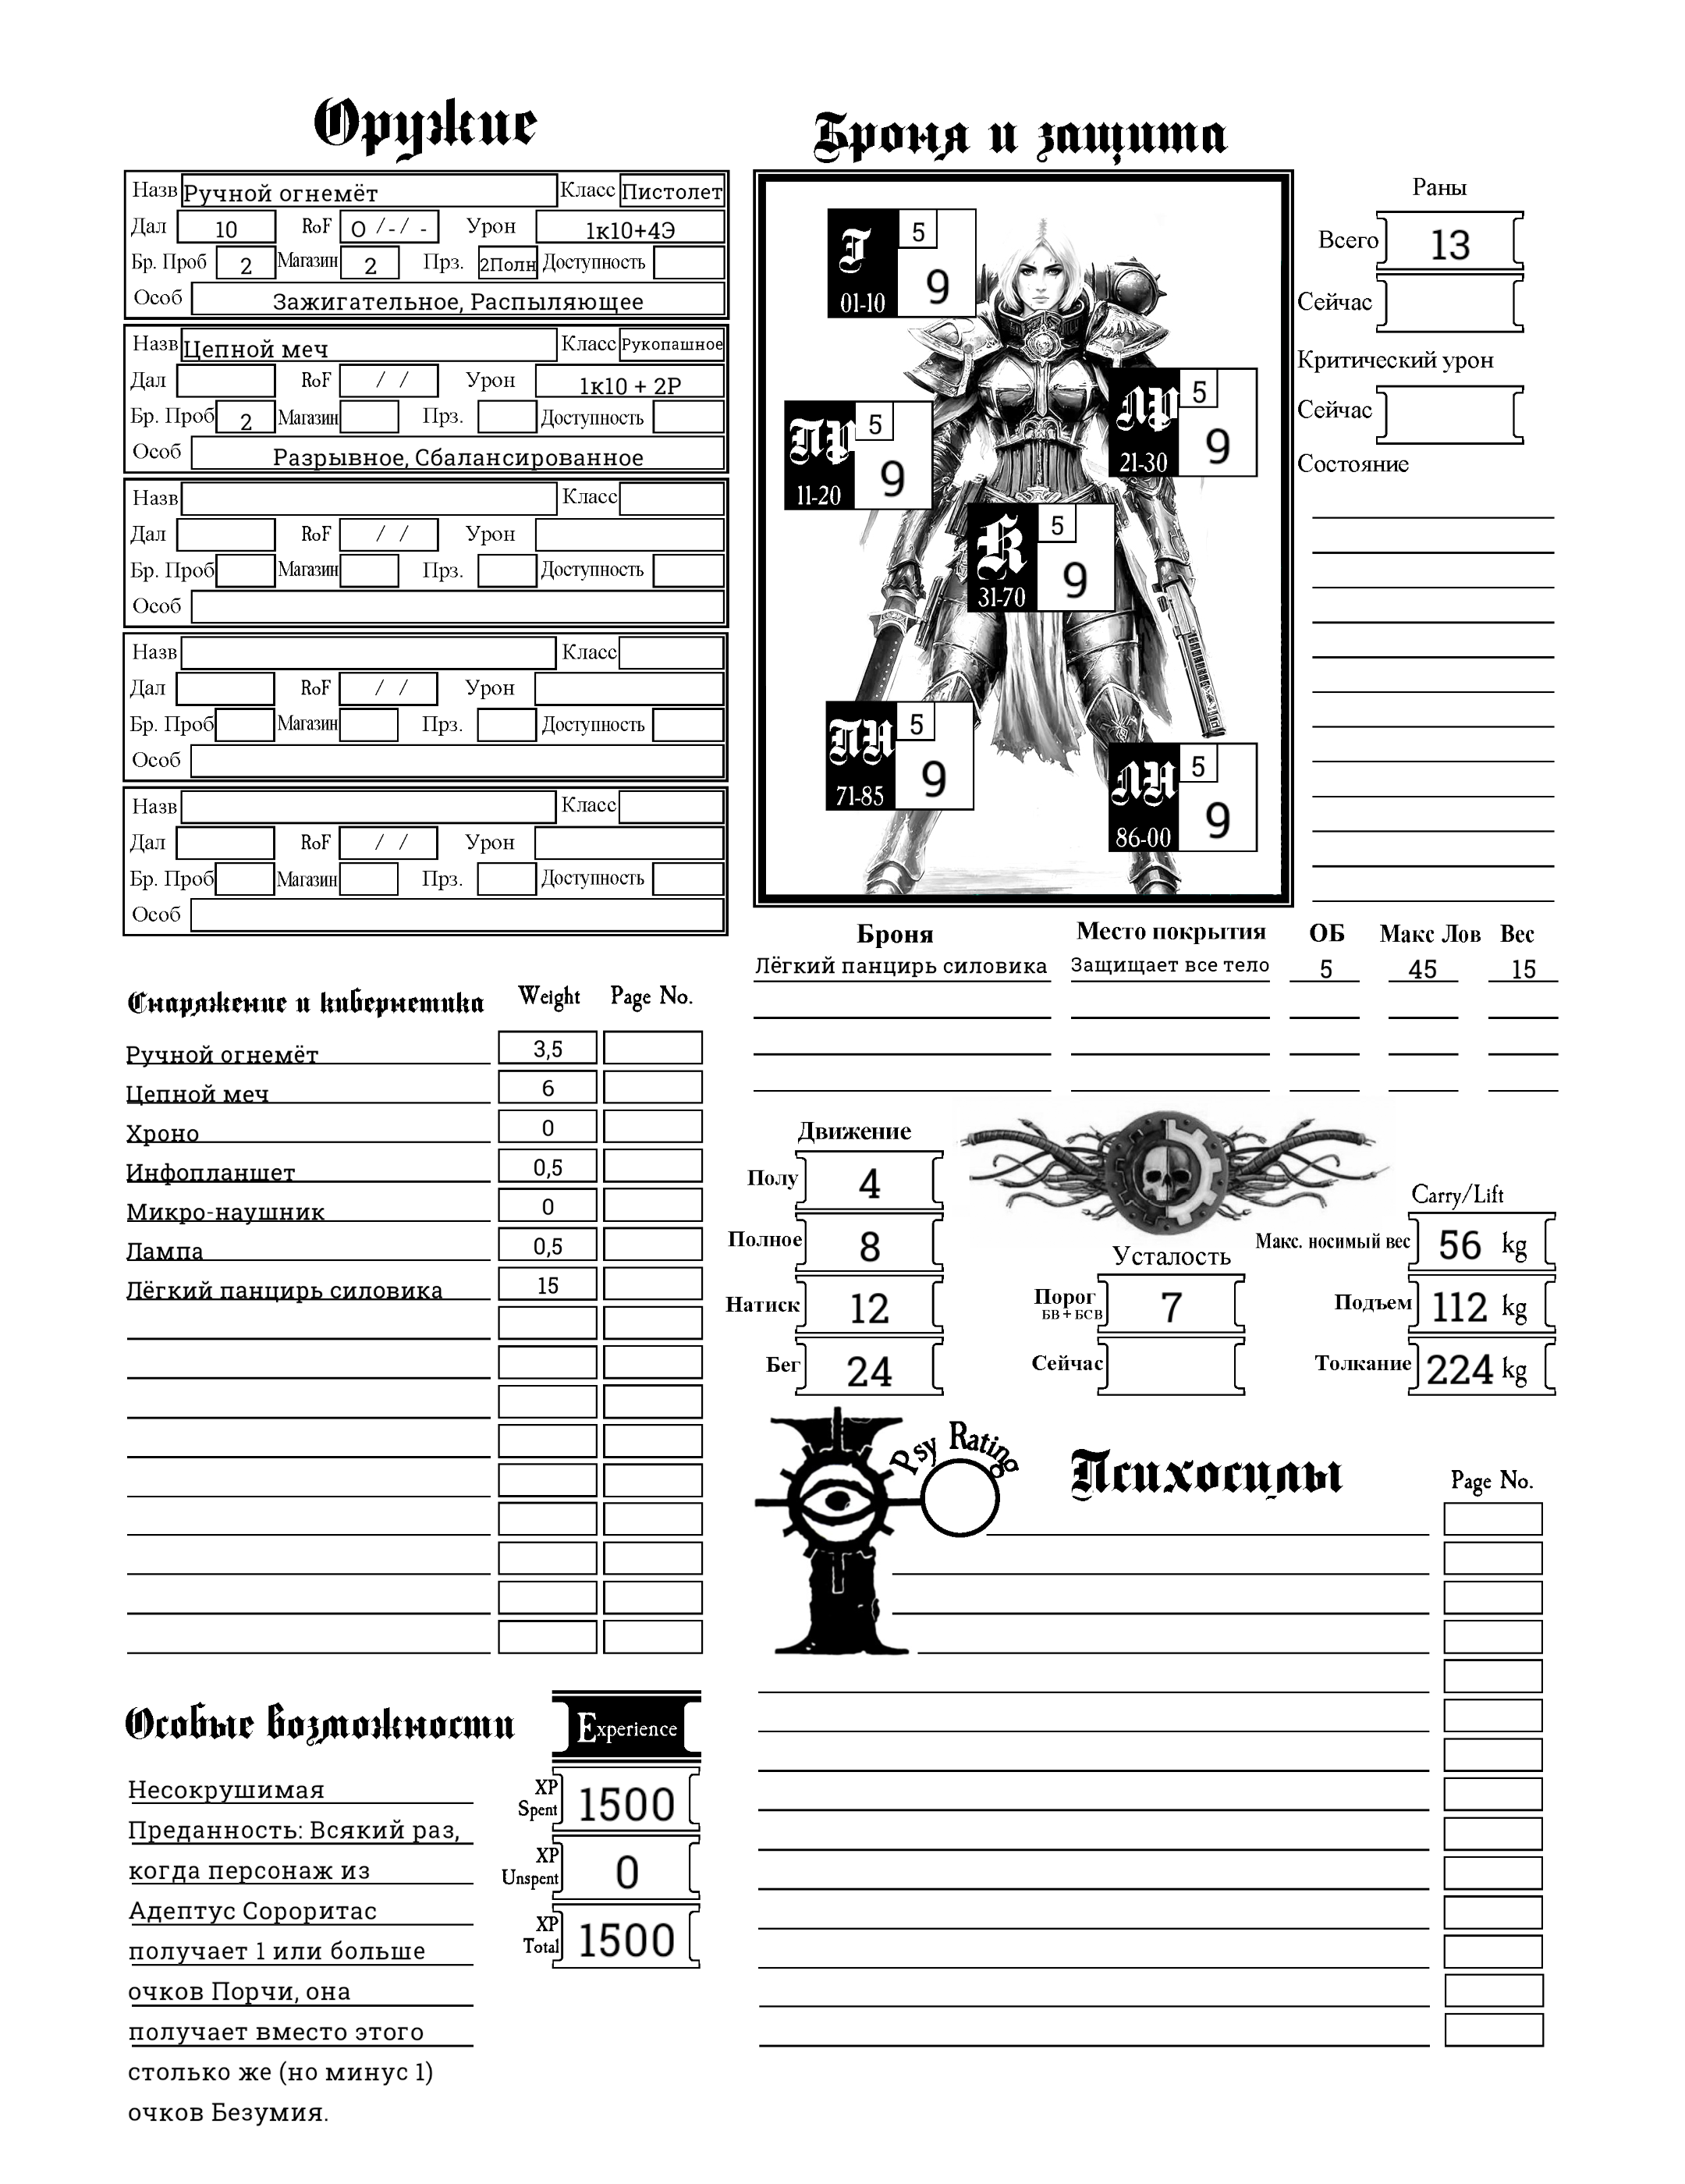 Оружие
Назв Ручной огнемёт Класс Пистолет
Дал 10 RoF О / - / - Урон 1к10+4Э
Бр. Проб 2 Магазин 2 Прз. 2Полн Доступность
Особ Зажигательное, Распыляющее
Назв Цепной меч Класс Рукопашное
Дал RoF / / Урон 1к10 + 2Р
Бр. Проб 2 Магазин Прз. Доступность
Особ Разрывное, Сбалансированное
Назв Класс
Дал RoF / / Урон
Бр. Проб Магазин Прз. Доступность
Особ
Назв Класс
Дал RoF / / Урон
Бр. Проб Магазин Прз. Доступность
Особ
Назв Класс
Дал RoF / / Урон
Бр. Проб Магазин Прз. Доступность
Особ
Броня и защита
Г 5
01-10 9
ПР 5
11-20 9
ЛР 5
21-30 9
К 5
31-70 9
ПН 5
71-85 9
ЛН 5
86-00 9
Раны
Всего 13
Сейчас
Критический урон
Сейчас
Состояние
Броня Место покрытия ОБ Макс Лов Вес
Лёгкий панцирь силовика Защищает все тело 5 45 15
Снаряжение и кибернетика Weight Page No.
Ручной огнемёт 3,5
Цепной меч 6
Хроно 0
Инфопланшет 0,5
Микро-наушник 0
Лампа 0,5
Лёгкий панцирь силовика 15
Движение
Полу 4
Полное 8
Натиск 12
Бег 24
Усталость
Порог 7
БВ + БСВ
Сейчас
Carry/Lift
Макс. носимый вес 56 kg
Подъем 112 kg
Толкание 224 kg
Psy Rating
Психосилы Page No.
Особые возможности
Несокрушимая
Преданность: Всякий раз,
когда персонаж из
Адептус Сороритас
получает 1 или больше
очков Порчи, она
получает вместо этого
столько же (но минус 1)
очков Безумия.
Experience
XP Spent 1500
XP Unspent 0
XP Total 1500